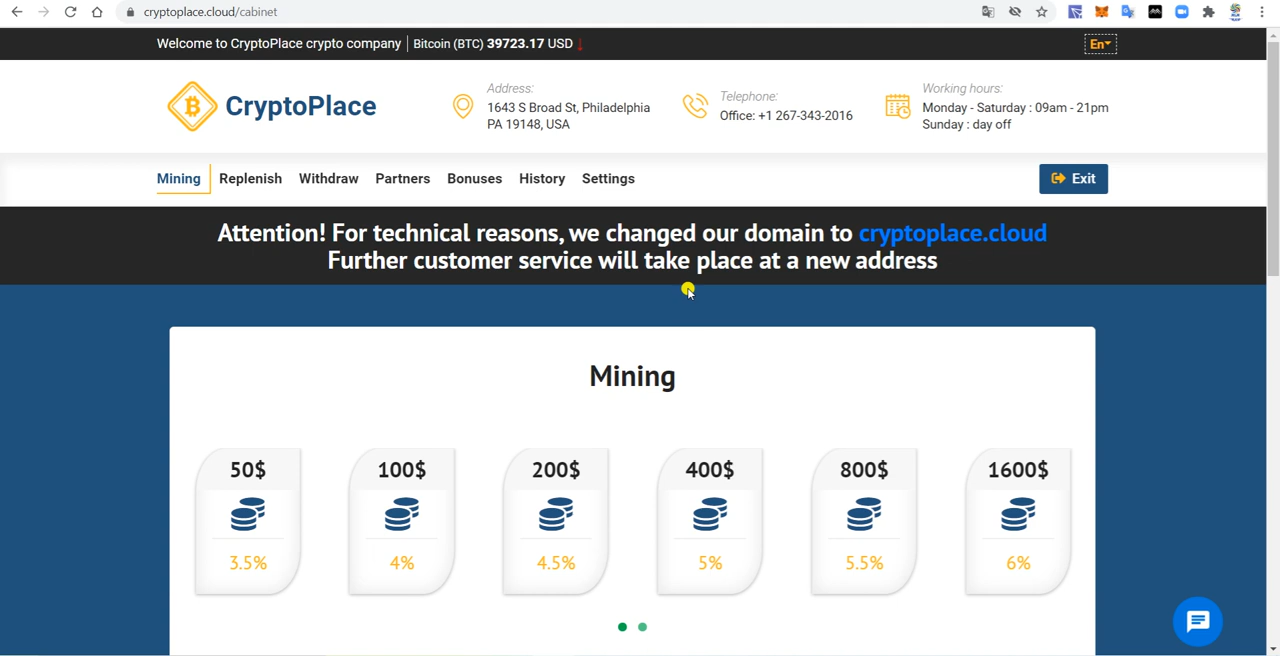 cryptoplace.cloud/cabinet
Welcome to CryptoPlace crypto company | Bitcoin (BTC) 39723.17 USD ↓
En
CryptoPlace
Address:
1643 S Broad St, Philadelphia
PA 19148, USA
Telephone:
Office: +1 267-343-2016
Working hours:
Monday - Saturday : 09am - 21pm
Sunday : day off
Mining Replenish Withdraw Partners Bonuses History Settings
Exit
Attention! For technical reasons, we changed our domain to cryptoplace.cloud
Further customer service will take place at a new address
Mining
50$ 100$ 200$ 400$ 800$ 1600$
3.5% 4% 4.5% 5% 5.5% 6%